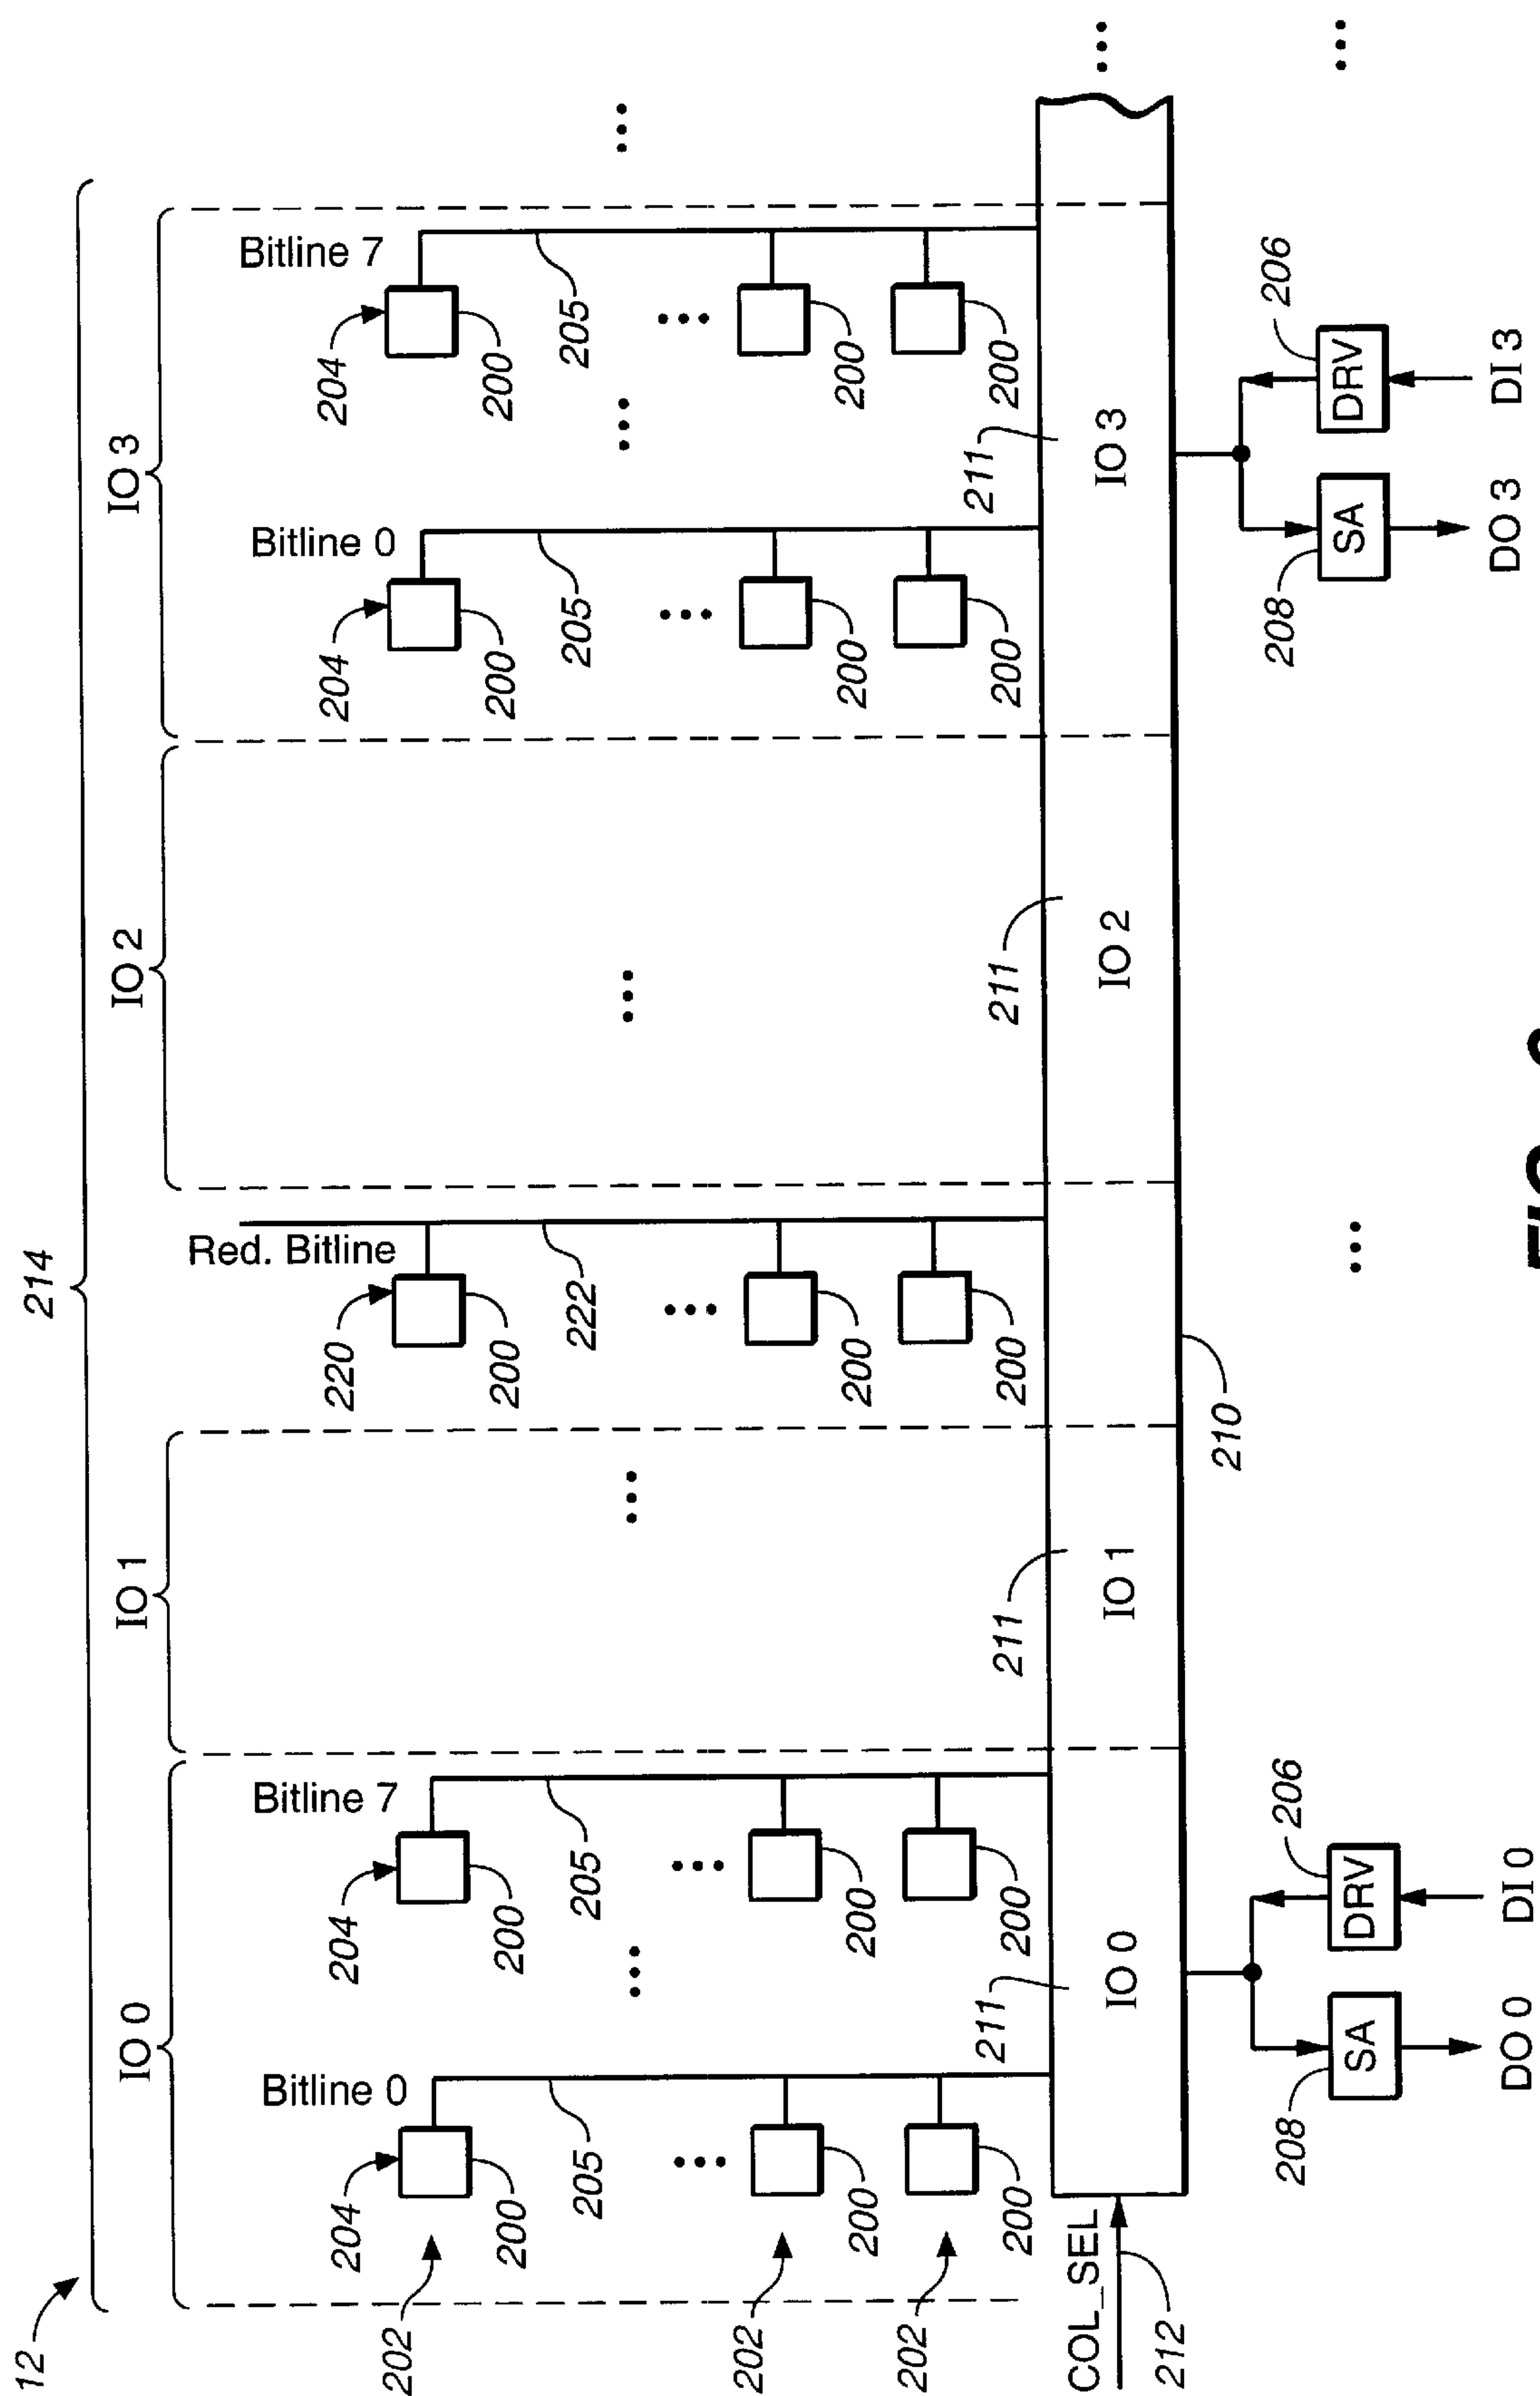 12
214
IO 0
IO 1
IO 2
IO 3
Bitline 0
Bitline 7
Red. Bitline
Bitline 0
Bitline 7
204
204
220
204
204
202
200
200
200
200
200
205
205
222
205
205
202
200
200
200
200
200
202
200
200
200
200
200
211
211
211
211
COL_SEL
212
IO 0
IO 1
IO 2
IO 3
210
208
SA
DRV
206
208
SA
DRV
206
DO 0
DI 0
DO 3
DI 3